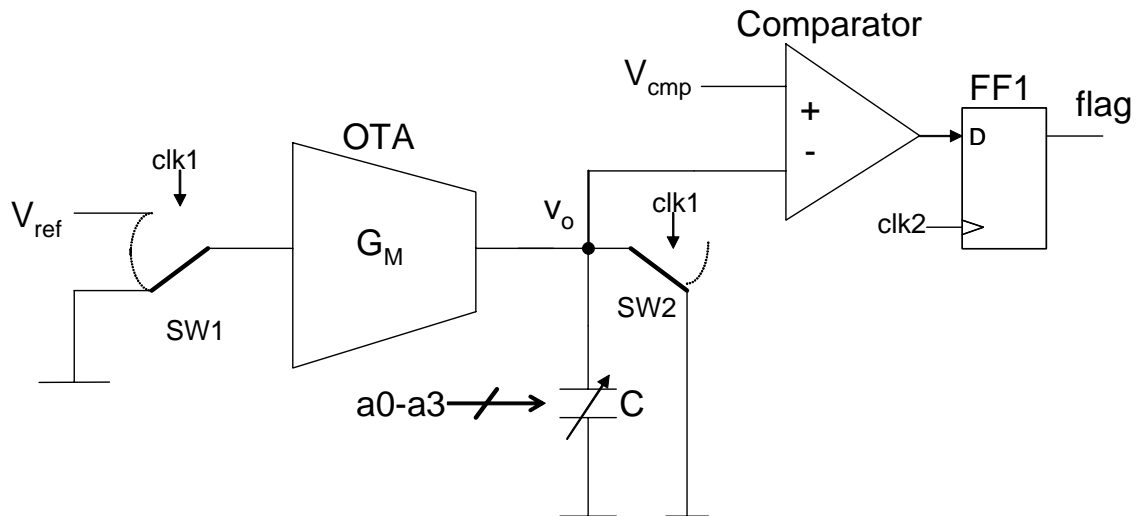 Comparator
V_cmp
+
-
FF1
D
flag
clk2
OTA
clk1
V_ref
G_M
SW1
v_o
clk1
SW2
a0-a3
C